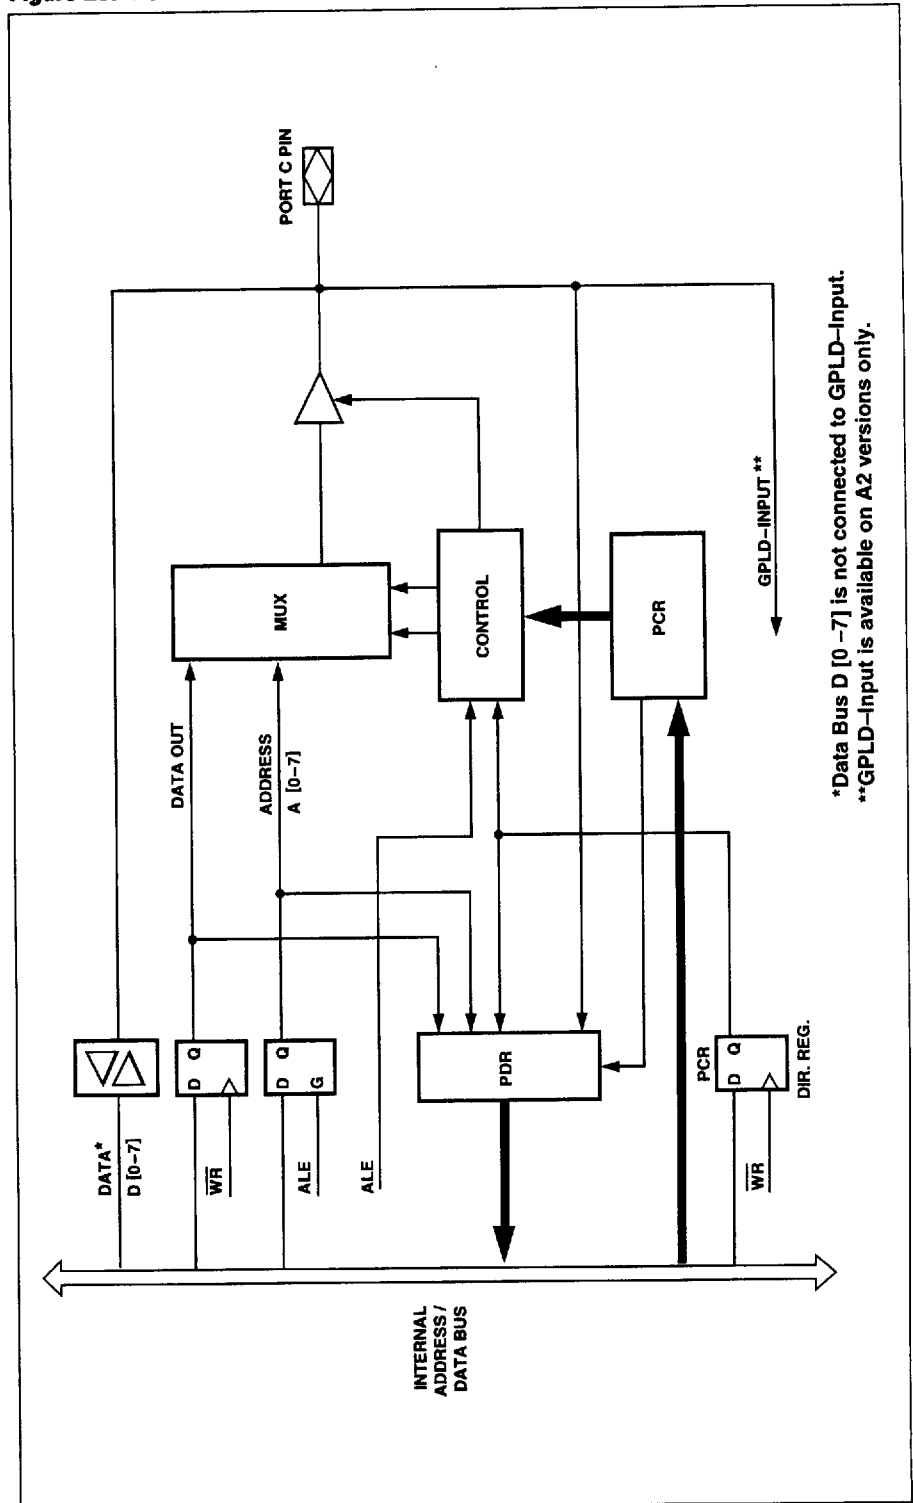 PORT C PIN
DATA*
D [0–7]
D Q
WR
D Q
G
ALE
ALE
DATA OUT
ADDRESS
A [0–7]
MUX
CONTROL
PCR
PDR
GPLD–INPUT **
PCR
D Q
WR
DIR. REG.
INTERNAL
ADDRESS /
DATA BUS
*Data Bus D [0 –7] is not connected to GPLD–Input.
**GPLD–Input is available on A2 versions only.